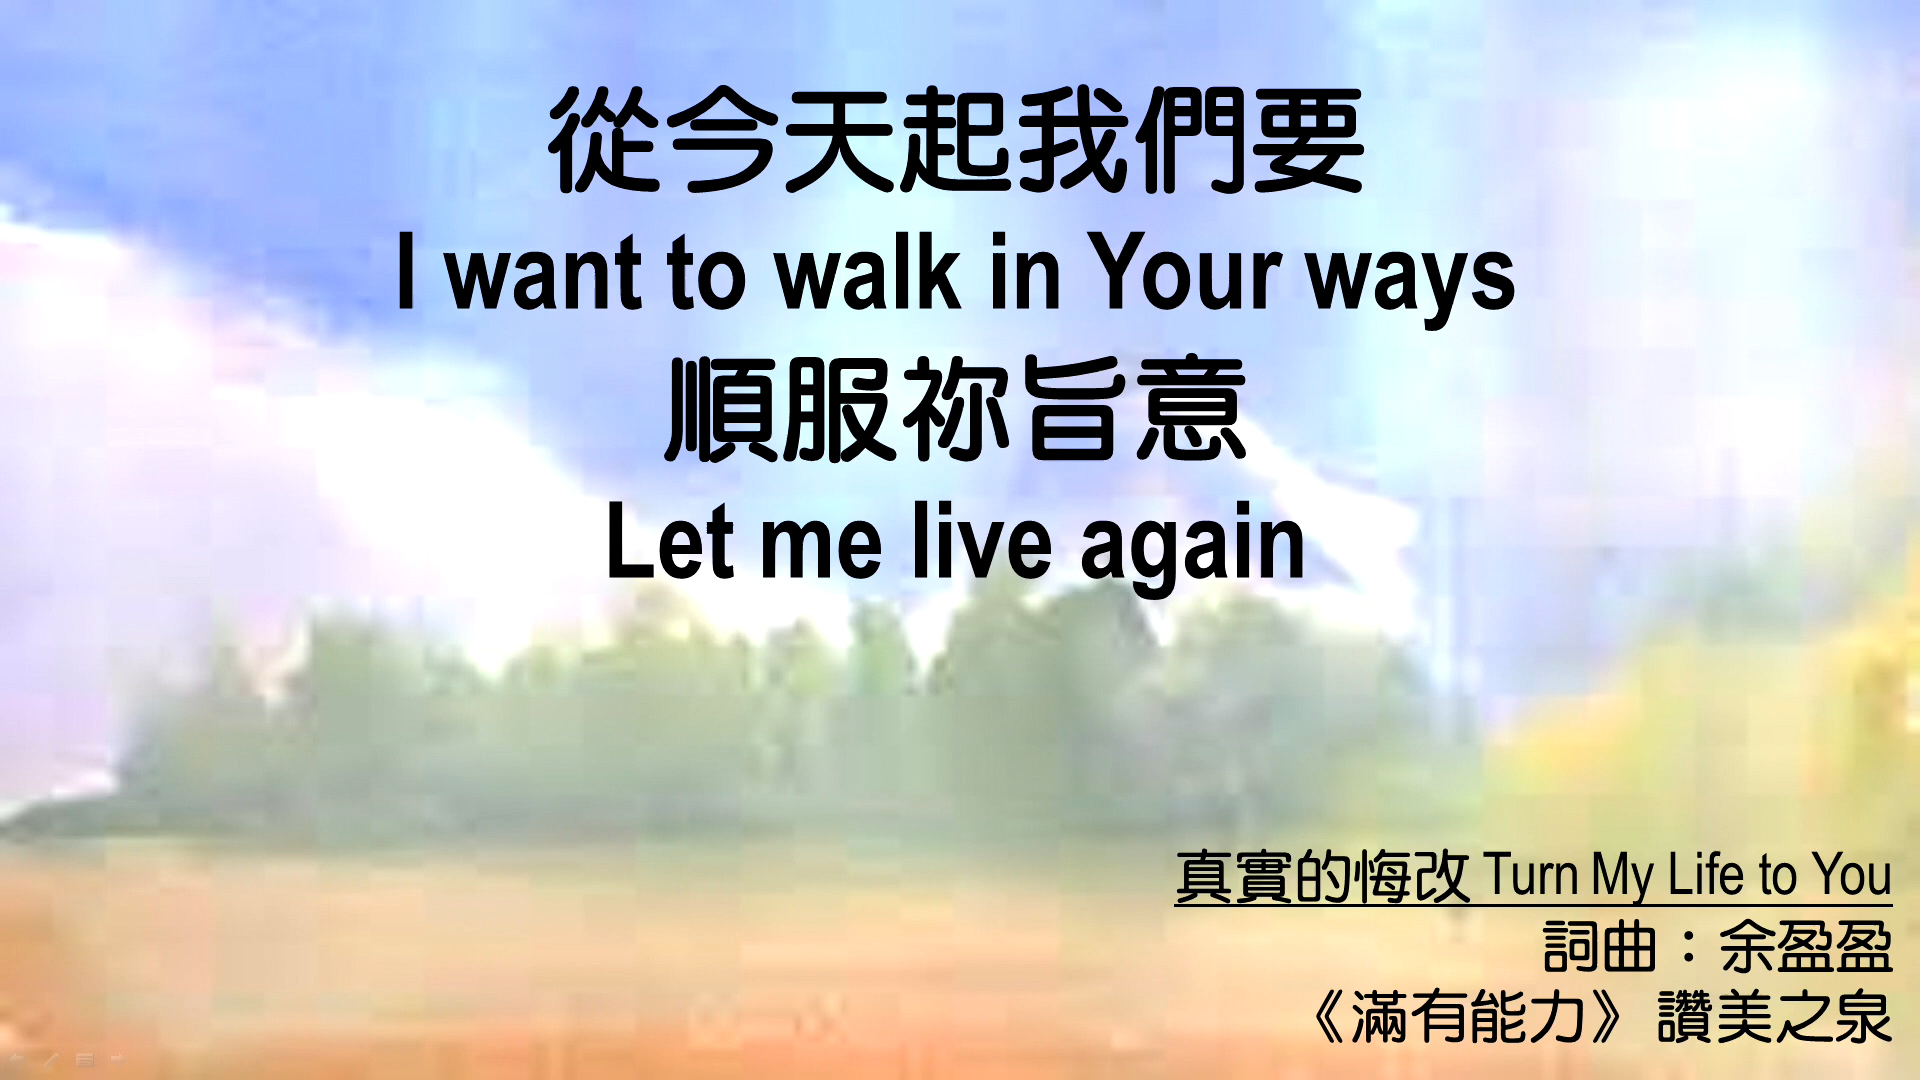 從今天起我們要
I want to walk in Your ways
順服祢旨意
Let me live again
真實的悔改 Turn My Life to You
詞曲：余盈盈
《滿有能力》 讚美之泉